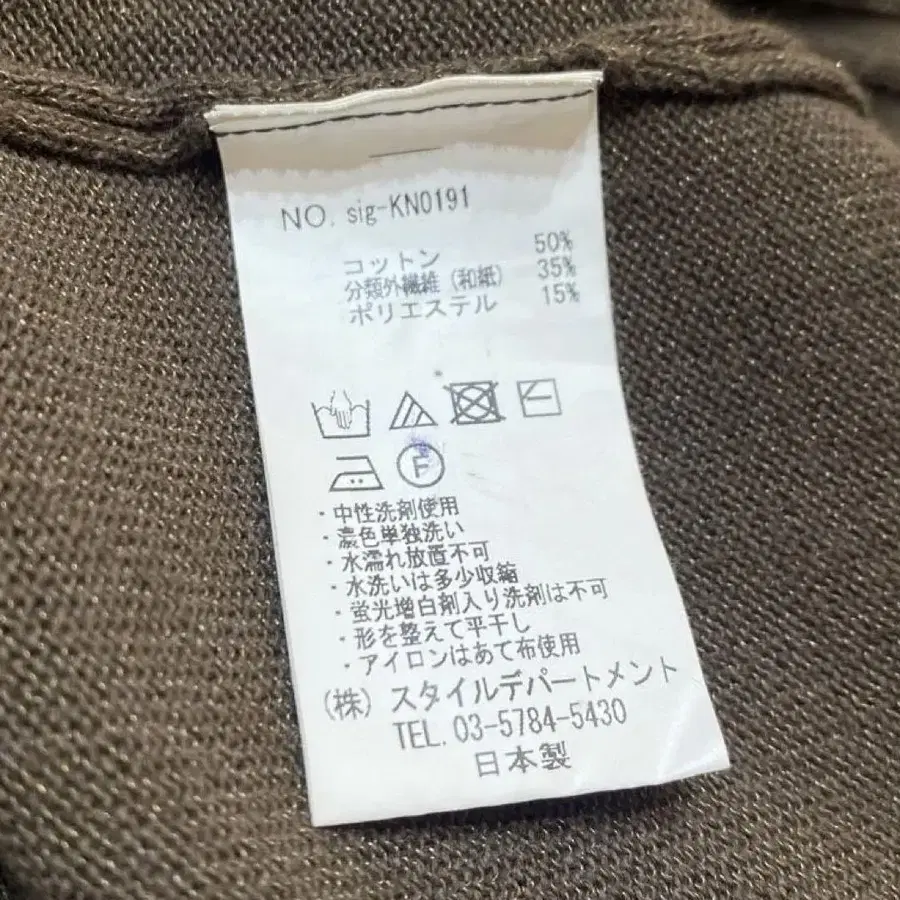 NO. sig-KN0191
コットン 50%
分類外繊維（和紙） 35%
ポリエステル 15%
F
・中性洗剤使用
・濃色単独洗い
・水濡れ放置不可
・水洗いは多少収縮
・蛍光増白剤入り洗剤は不可
・形を整えて平干し
・アイロンはあて布使用
（株）スタイルデパートメント
TEL. 03-5784-5430
日本製